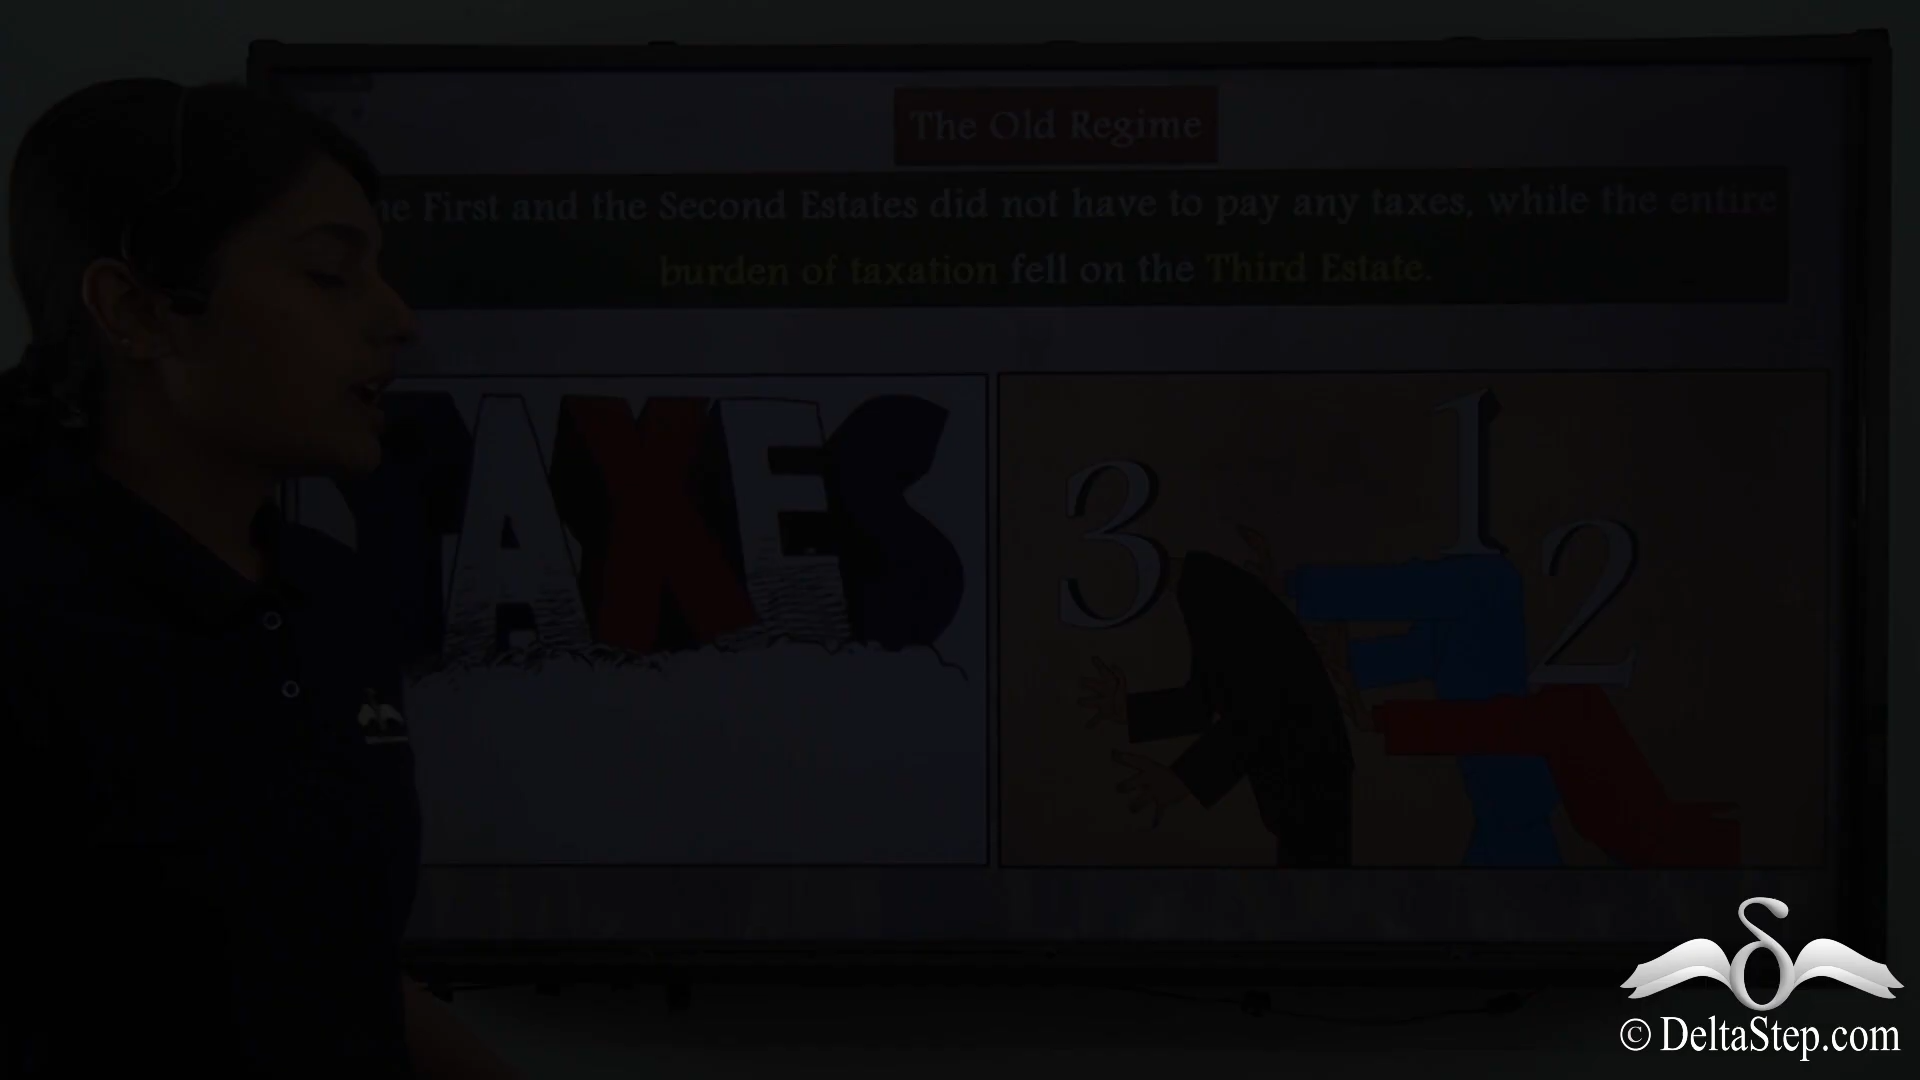 The Old Regime
First and the Second Estates did not have to pay any taxes, while the entire
burden of taxation fell on the Third Estate.
TAXES
1
3
2
© DeltaStep.com